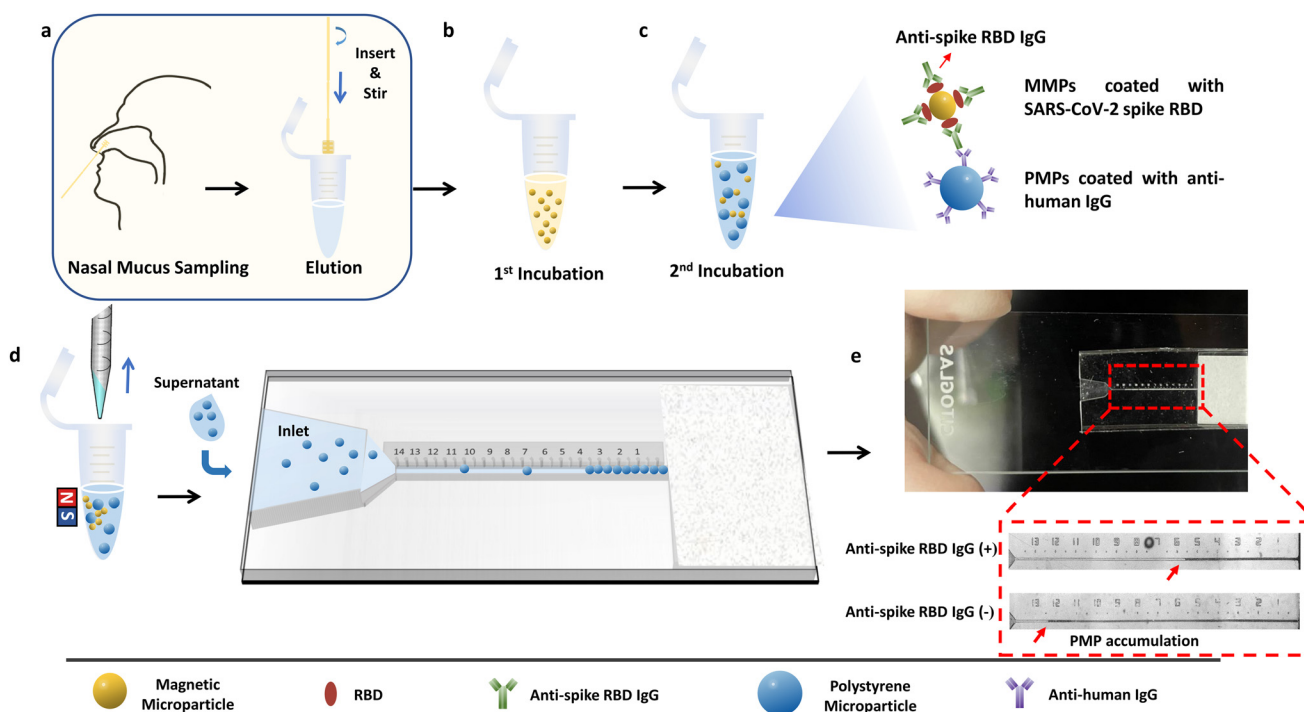 a
Insert
&
Stir
Nasal Mucus Sampling
Elution
b
1st Incubation
c
2nd Incubation
Anti-spike RBD IgG
MMPs coated with
SARS-CoV-2 spike RBD
PMPs coated with anti-
human IgG
d
N
S
Supernatant
Inlet
14 13 12 11 10 9 8 7 6 5 4 3 2 1
e
Anti-spike RBD IgG (+)
Anti-spike RBD IgG (-)
PMP accumulation
Magnetic
Microparticle
RBD
Anti-spike RBD IgG
Polystyrene
Microparticle
Anti-human IgG